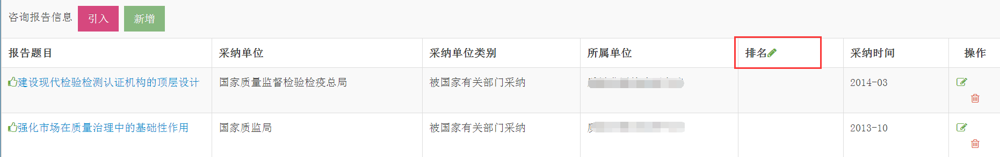 咨询报告信息 引入 新增
报告题目 采纳单位 采纳单位类别 所属单位 排名 采纳时间 操作
建设现代检验检测认证机构的顶层设计 国家质量监督检验检疫总局 被国家有关部门采纳 2014-03
强化市场在质量治理中的基础性作用 国家质监局 被国家有关部门采纳 2013-10